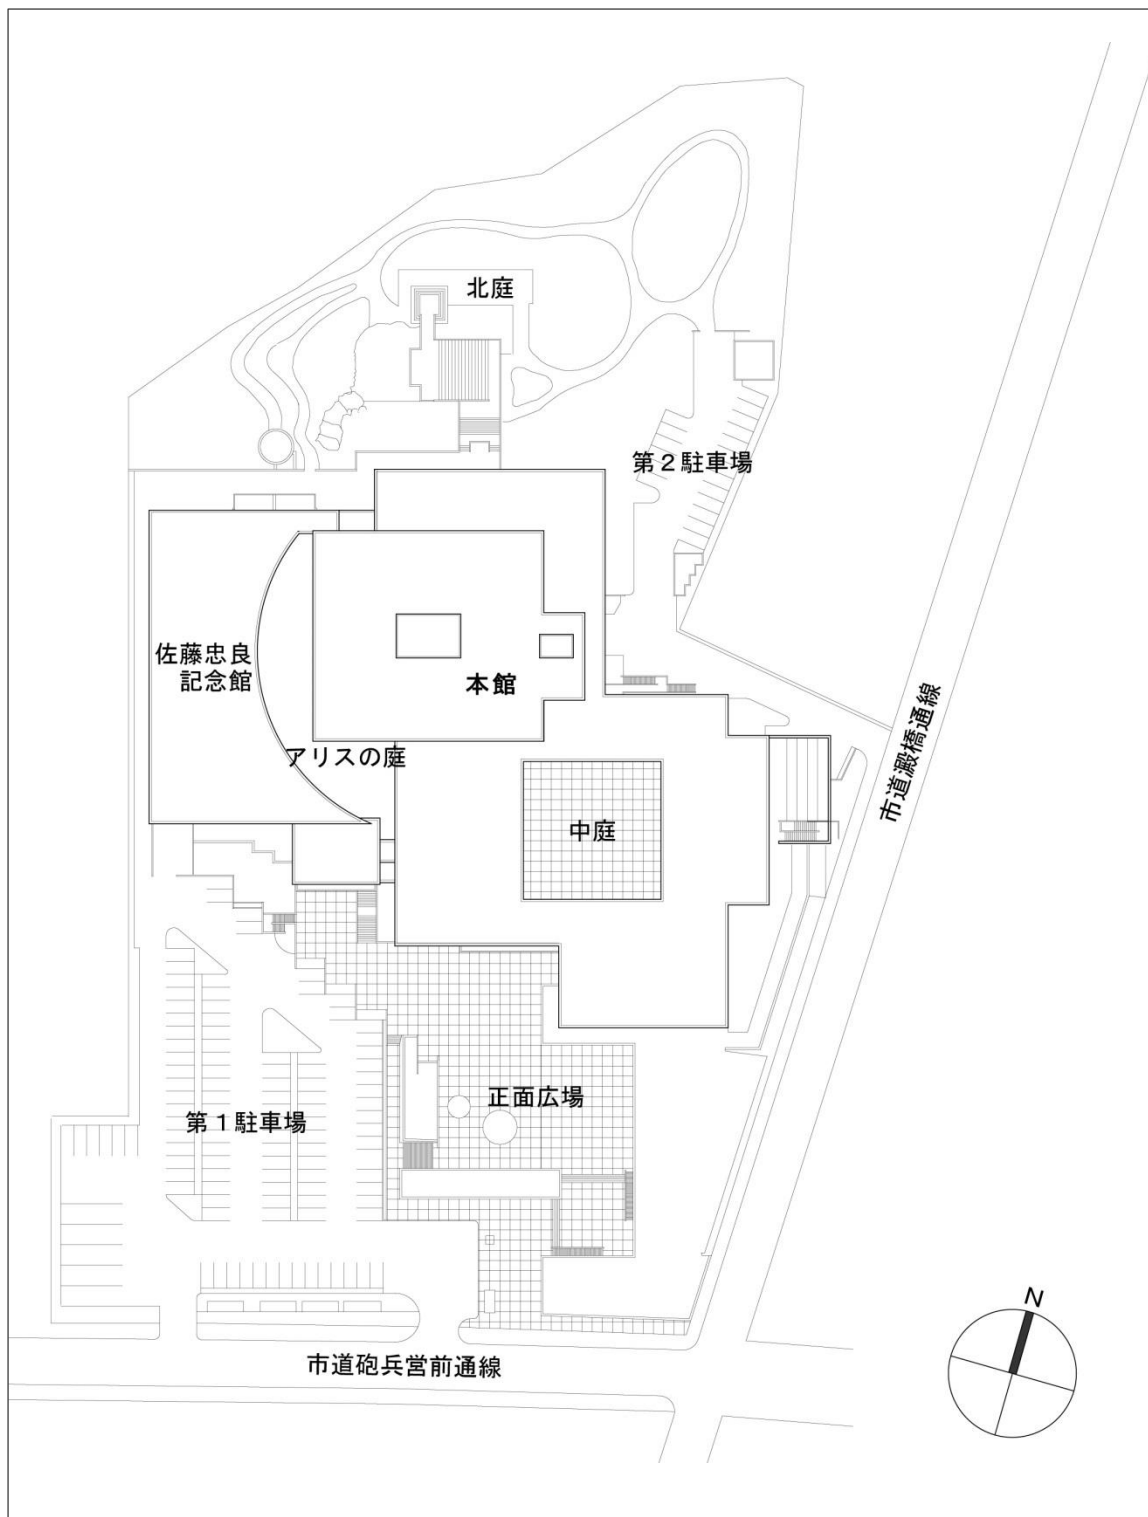 北庭
第２駐車場
佐藤忠良
記念館
本館
アリスの庭
市道澱橋通線
中庭
正面広場
第１駐車場
N
市道砲兵営前通線